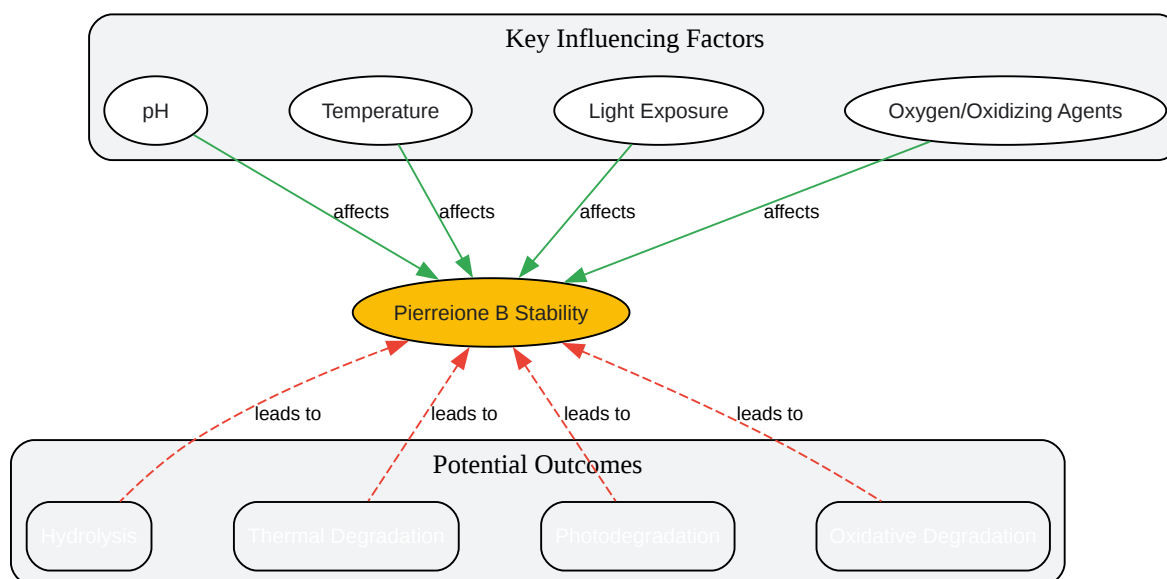 Key Influencing Factors
pH
Temperature
Light Exposure
Oxygen/Oxidizing Agents
affects
affects
affects
affects
Pierreione B Stability
leads to
leads to
leads to
leads to
Potential Outcomes
Hydrolysis
Thermal Degradation
Photodegradation
Oxidative Degradation